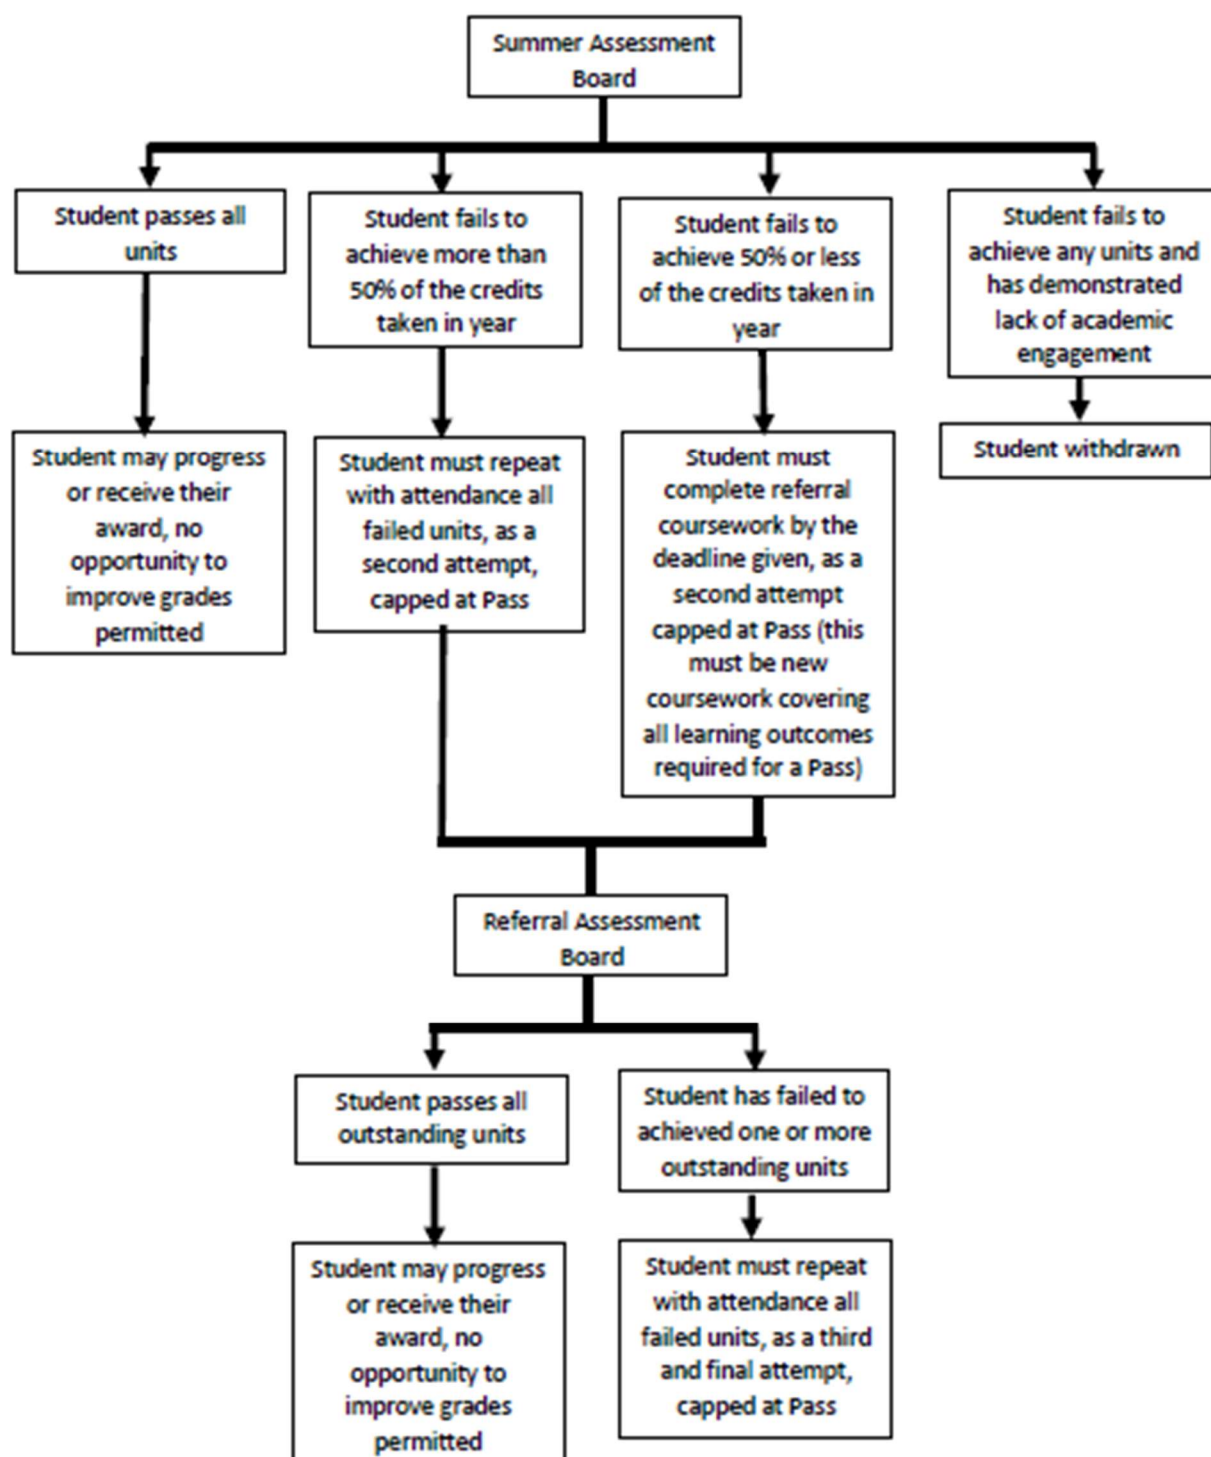 Summer Assessment
Board
Student passes all
units
Student fails to
achieve more than
50% of the credits
taken in year
Student fails to
achieve 50% or less
of the credits taken in
year
Student fails to
achieve any units and
has demonstrated
lack of academic
engagement
Student may progress
or receive their
award, no
opportunity to
improve grades
permitted
Student must repeat
with attendance all
failed units, as a
second attempt,
capped at Pass
Student must
complete referral
coursework by the
deadline given, as a
second attempt
capped at Pass (this
must be new
coursework covering
all learning outcomes
required for a Pass)
Student withdrawn
Referral Assessment
Board
Student passes all
outstanding units
Student has failed to
achieved one or more
outstanding units
Student may progress
or receive their
award, no
opportunity to
improve grades
permitted
Student must repeat
with attendance all
failed units, as a third
and final attempt,
capped at Pass